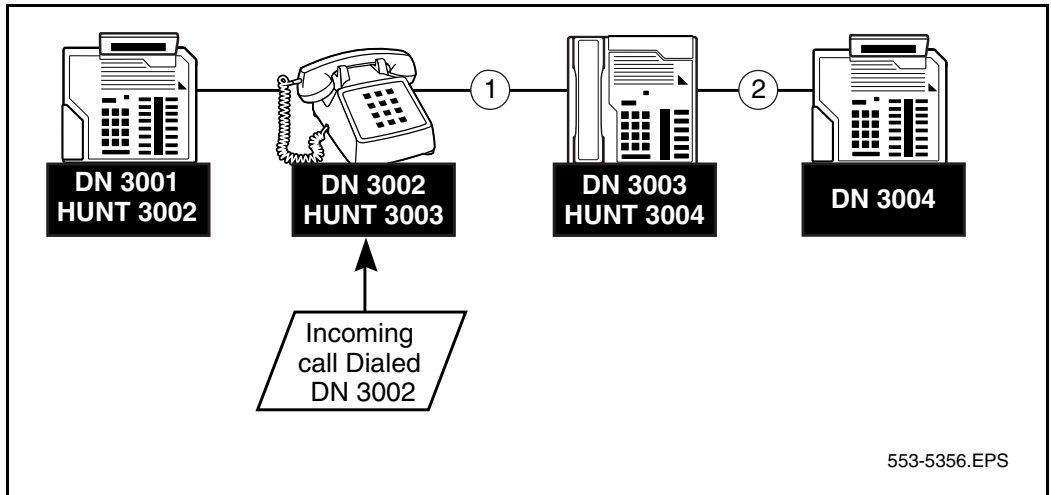 1
2
DN 3001
HUNT 3002
DN 3002
HUNT 3003
DN 3003
HUNT 3004
DN 3004
Incoming
call Dialed
DN 3002
553-5356.EPS